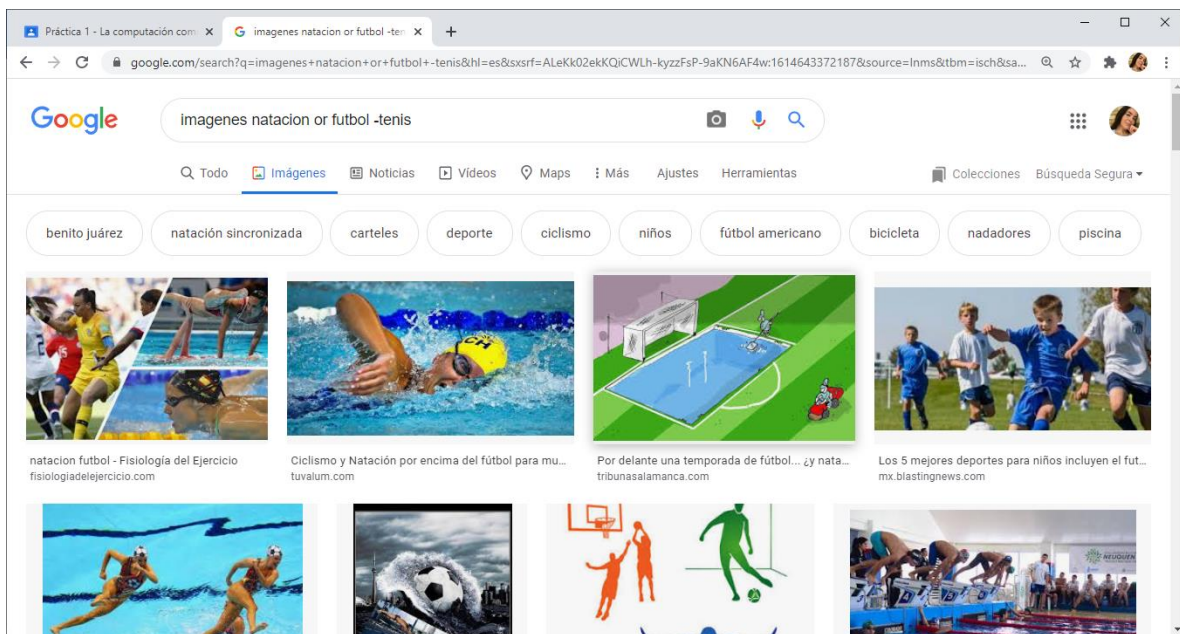 Práctica 1 - La computación com
imagenes natacion or futbol -ten
google.com/search?q=imagenes+natacion+or+futbol+-tenis&hl=es&sxsrf=ALeKk02ekKQiCWLh-kyzzFsP-9aKN6AF4w:1614643372187&source=lnms&tbm=isch&sa...
Google
imagenes natacion or futbol -tenis
Todo Imágenes Noticias Vídeos Maps Más Ajustes Herramientas Colecciones Búsqueda Segura
benito juárez natación sincronizada carteles deporte ciclismo niños fútbol americano bicicleta nadadores piscina
CH
natacion futbol - Fisiología del Ejercicio Ciclismo y Natación por encima del fútbol para mu... Por delante una temporada de fútbol... ¿y nata... Los 5 mejores deportes para niños incluyen el fut...
fisiologiadelejercicio.com tuvalum.com tribunasalamanca.com mx.blastingnews.com
NEUQUEN